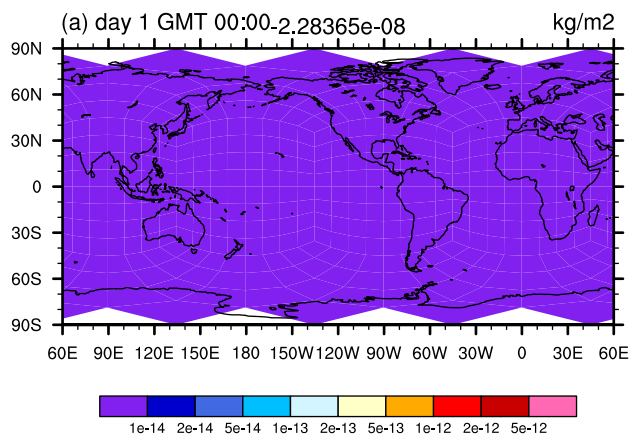 (a) day 1 GMT 00:00 -2.28365e-08 kg/m2
90N
60N
30N
0
30S
60S
90S
60E 90E 120E 150E 180 150W 120W 90W 60W 30W 0 30E 60E
1e-14 2e-14 5e-14 1e-13 2e-13 5e-13 1e-12 2e-12 5e-12